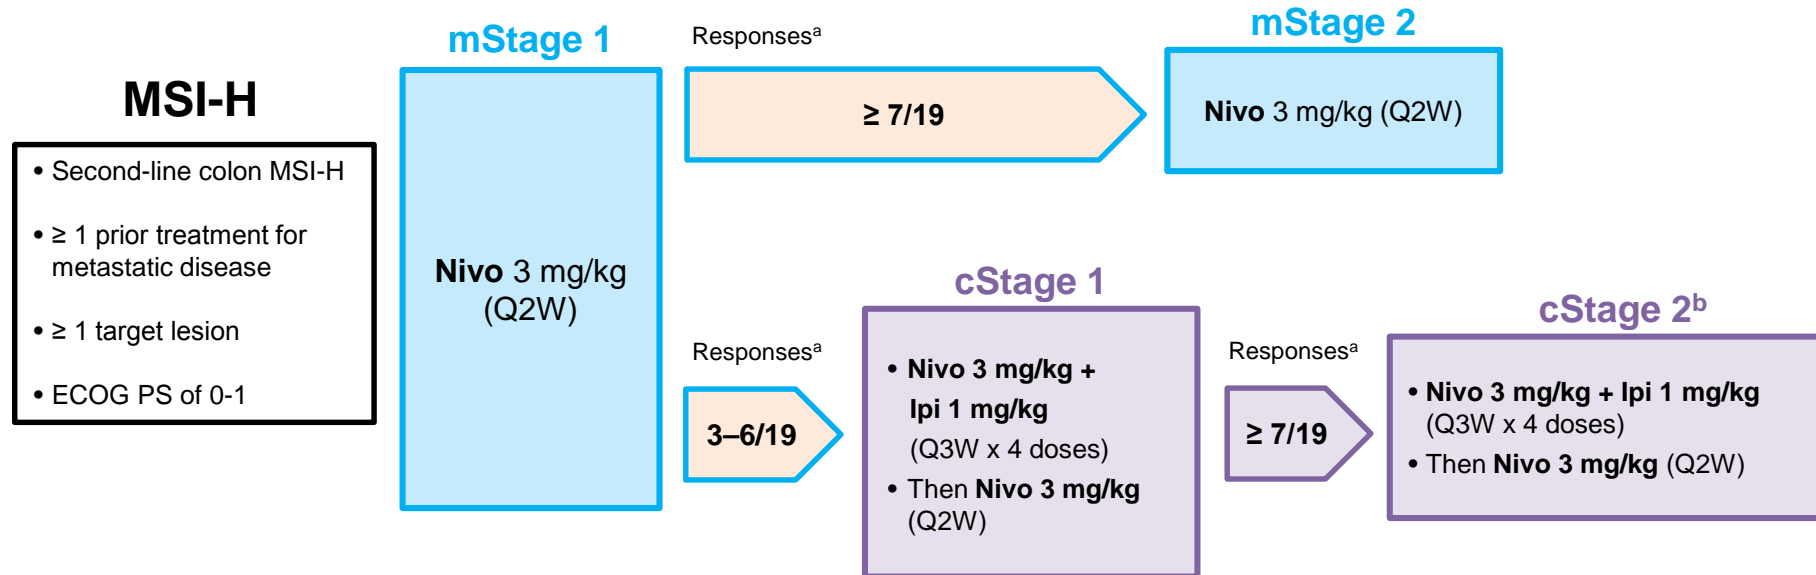 MSI-H
• Second-line colon MSI-H
• ≥ 1 prior treatment for
metastatic disease
• ≥ 1 target lesion
• ECOG PS of 0-1
mStage 1
Nivo 3 mg/kg
(Q2W)
Responsesᵃ
≥ 7/19
mStage 2
Nivo 3 mg/kg (Q2W)
Responsesᵃ
3–6/19
cStage 1
• Nivo 3 mg/kg +
Ipi 1 mg/kg
(Q3W x 4 doses)
• Then Nivo 3 mg/kg
(Q2W)
Responsesᵃ
≥ 7/19
cStage 2ᵇ
• Nivo 3 mg/kg + Ipi 1 mg/kg
(Q3W x 4 doses)
• Then Nivo 3 mg/kg (Q2W)